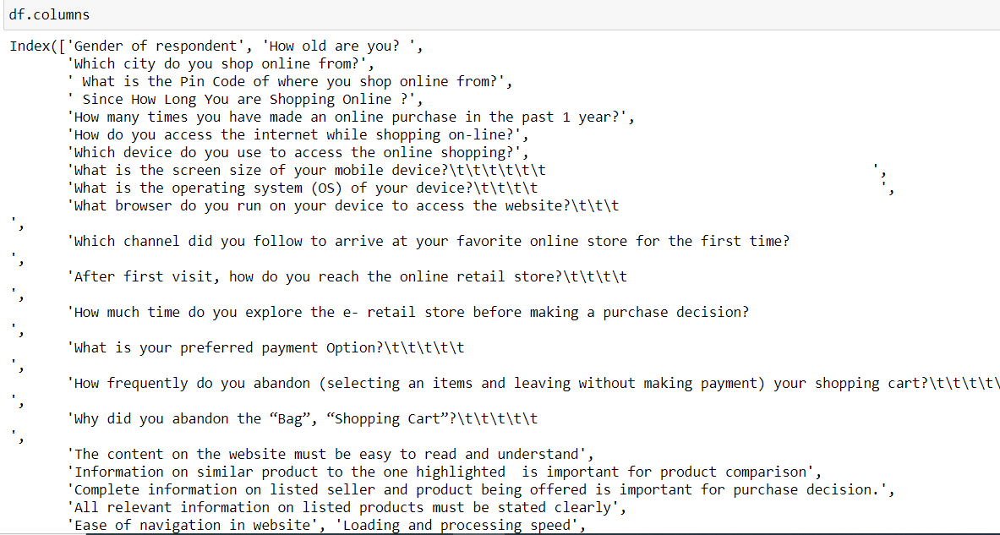 df.columns
Index(['Gender of respondent', 'How old are you? ',
'Which city do you shop online from?',
' What is the Pin Code of where you shop online from?',
' Since How Long You are Shopping Online ?',
'How many times you have made an online purchase in the past 1 year?',
'How do you access the internet while shopping on-line?',
'Which device do you use to access the online shopping?',
'What is the screen size of your mobile device?\t\t\t\t\t\t ',
'What is the operating system (OS) of your device?\t\t\t\t ',
'What browser do you run on your device to access the website?\t\t\t
',
'Which channel did you follow to arrive at your favorite online store for the first time?
',
'After first visit, how do you reach the online retail store?\t\t\t\t
',
'How much time do you explore the e- retail store before making a purchase decision?
',
'What is your preferred payment Option?\t\t\t\t\t
',
'How frequently do you abandon (selecting an items and leaving without making payment) your shopping cart?\t\t\t\t\
',
'Why did you abandon the “Bag”, “Shopping Cart”?\t\t\t\t\t
',
'The content on the website must be easy to read and understand',
'Information on similar product to the one highlighted  is important for product comparison',
'Complete information on listed seller and product being offered is important for purchase decision.',
'All relevant information on listed products must be stated clearly',
'Ease of navigation in website', 'Loading and processing speed',